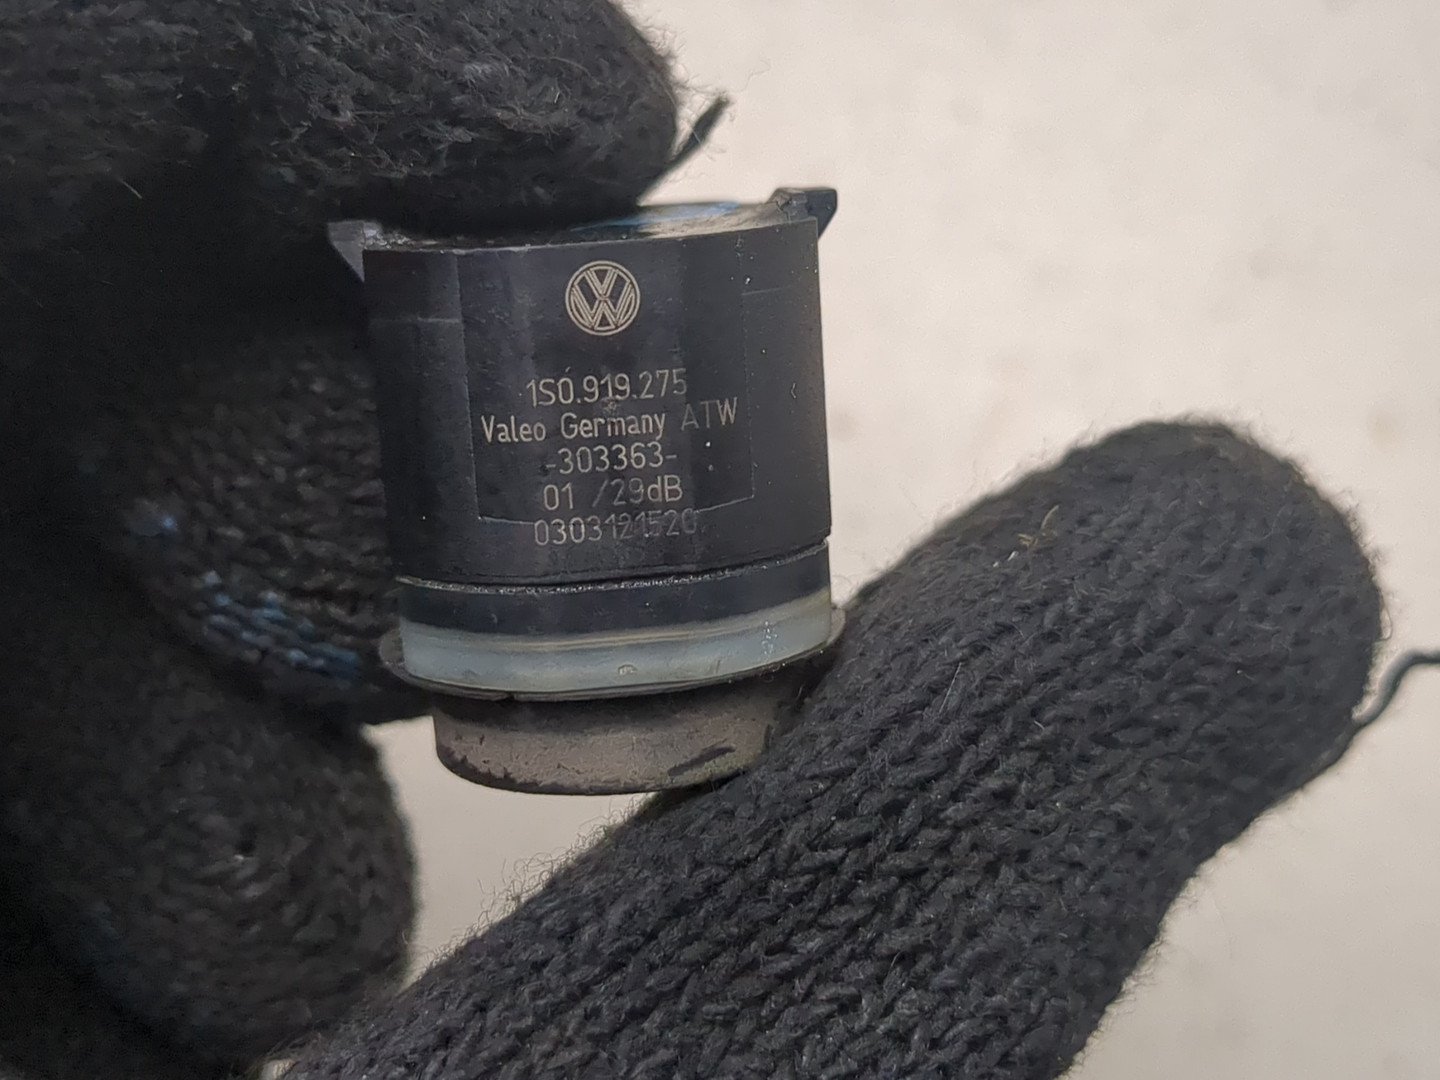 1S0.919.275
Valeo Germany ATW
-303363-
01 /29dB
0303121520